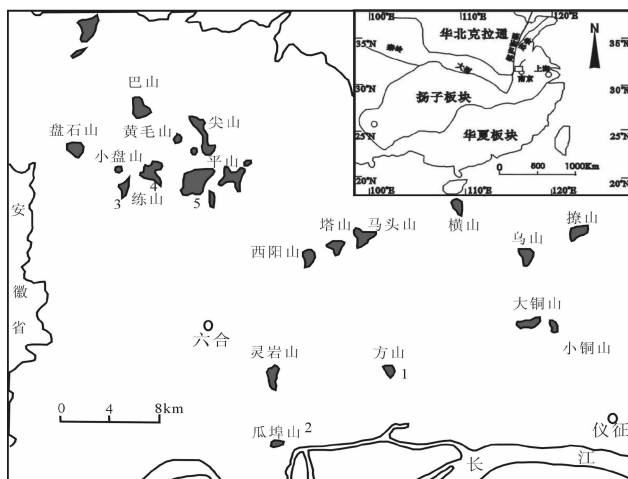 100°E 110°E 120°E
35°N 35°N
30°N 30°N
25°N 25°N
20°N 20°N
100°E 110°E 120°E
华北克拉通
扬子板块
华夏板块
南京
上海
N
0 500 1000Km
巴山
尖山
盘石山
黄毛山
小盘山
平山
3
练山
4
5
安徽省
塔山
马头山
西阳山
横山
乌山
撩山
大铜山
小铜山
六合
灵岩山
方山
1
0 4 8km
瓜埠山
2
仪征
长江